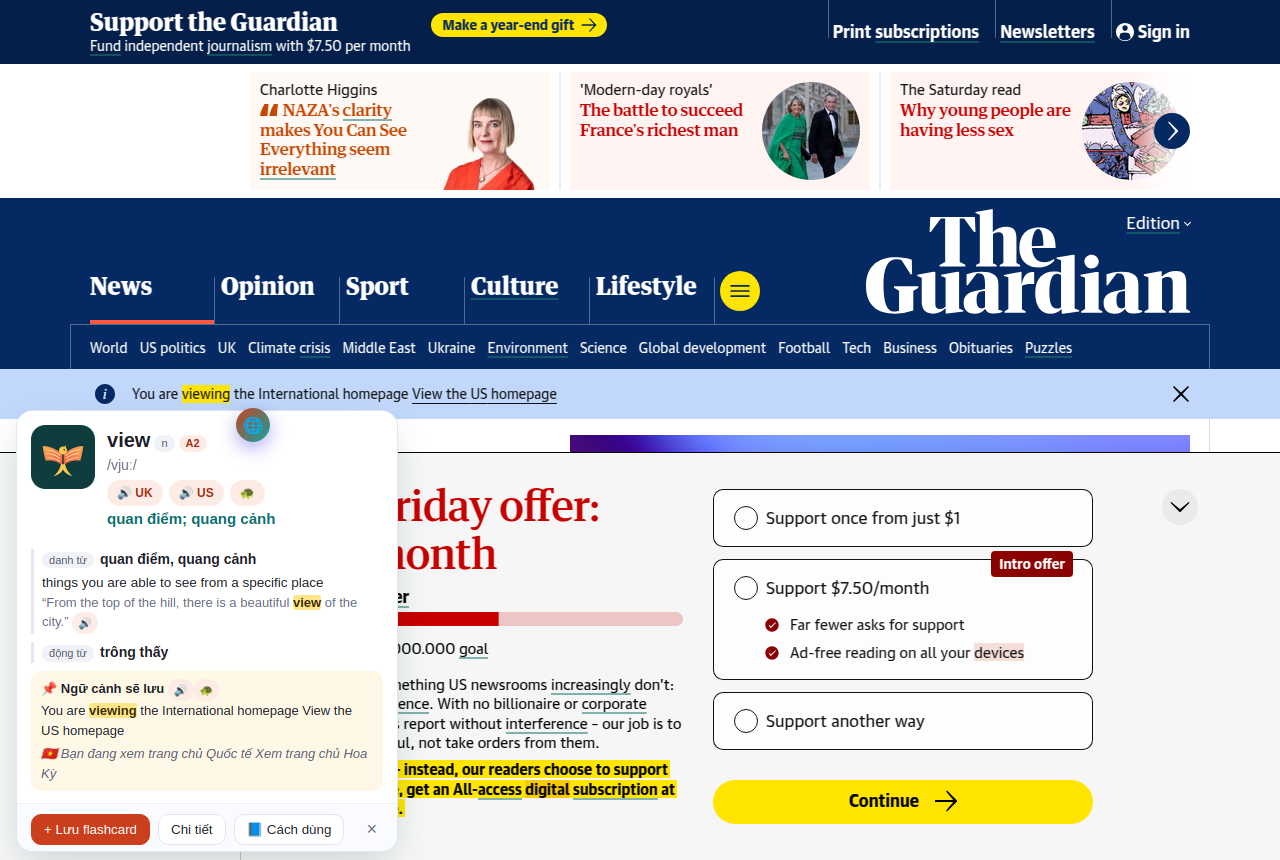 Support the Guardian
Fund independent journalism with $7.50 per month
Make a year-end gift
Print subscriptions
Newsletters
Sign in
Charlotte Higgins
NAZA's clarity
makes You Can See
Everything seem
irrelevant
'Modern-day royals'
The battle to succeed
France's richest man
The Saturday read
Why young people are
having less sex
Edition
The
Guardian
News
Opinion
Sport
Culture
Lifestyle
World
US politics
UK
Climate crisis
Middle East
Ukraine
Environment
Science
Global development
Football
Tech
Business
Obituaries
Puzzles
You are viewing the International homepage View the US homepage
view n A2
/vjuː/
UK
US
quan điểm; quang cảnh
danh từ quan điểm, quang cảnh
things you are able to see from a specific place
“From the top of the hill, there is a beautiful view of the
city.”
động từ trông thấy
Ngữ cảnh sẽ lưu
You are viewing the International homepage View the
US homepage
Bạn đang xem trang chủ Quốc tế Xem trang chủ Hoa
Kỳ
+ Lưu flashcard
Chi tiết
Cách dùng
×
riday offer:
onth
er
000.000 goal
mething US newsrooms increasingly don’t:
ence. With no billionaire or corporate
s report without interference – our job is to
ul, not take orders from them.
- instead, our readers choose to support
, get an All-access digital subscription at
Support once from just $1
Intro offer
Support $7.50/month
Far fewer asks for support
Ad-free reading on all your devices
Support another way
Continue